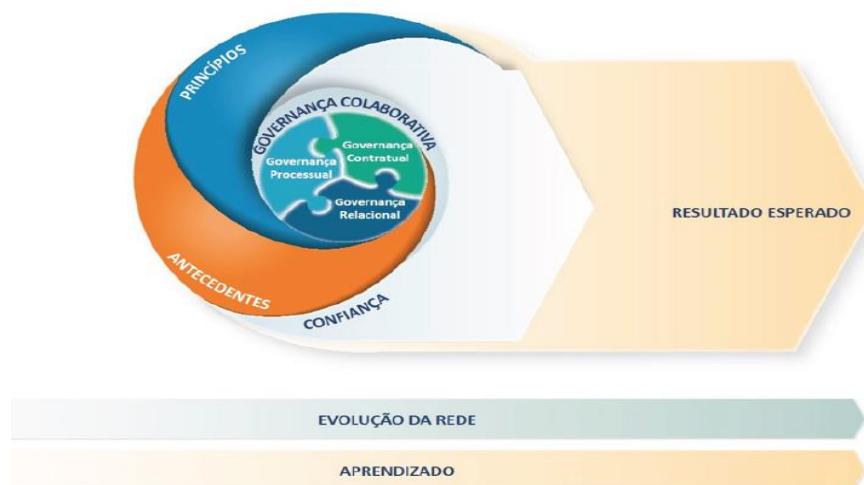 PRINCÍPIOS
GOVERNANÇA COLABORATIVA
Governança
Contratual
Governança
Processual
Governança
Relacional
RESULTADO ESPERADO
ANTECEDENTES
CONFIANÇA
EVOLUÇÃO DA REDE
APRENDIZADO